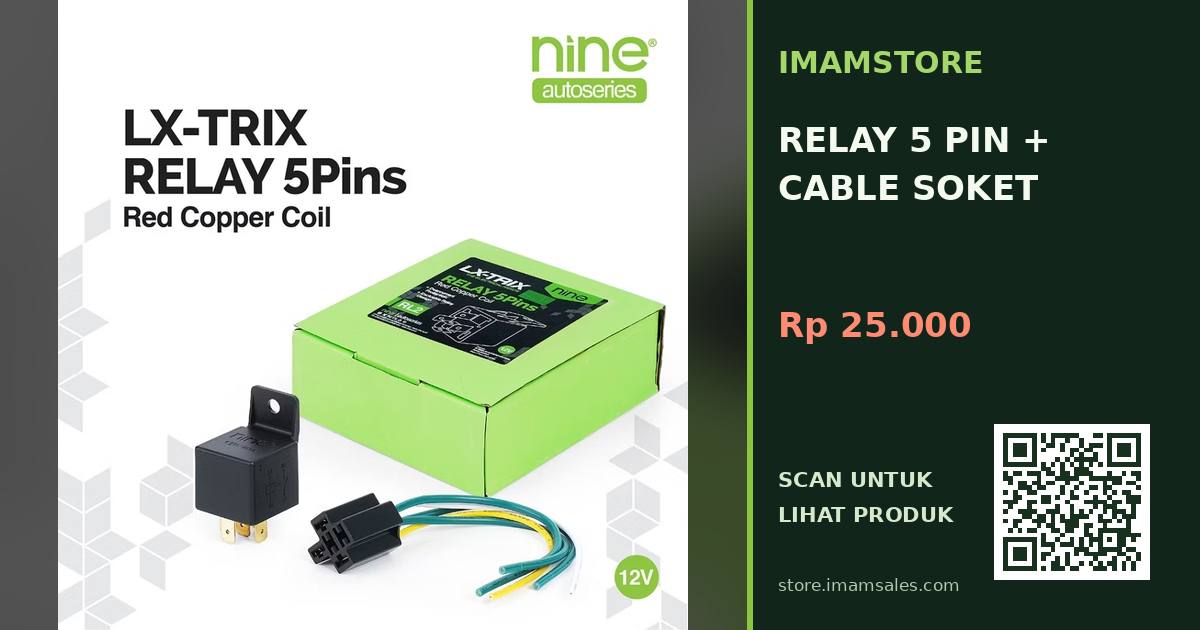 nine®
autoseries
LX-TRIX
RELAY 5Pins
Red Copper Coil
LX-TRIX
RELAY 5Pins
Red Copper Coil
nine
RL2
12V
IMAMSTORE
RELAY 5 PIN +
CABLE SOKET
Rp 25.000
SCAN UNTUK
LIHAT PRODUK
store.imamsales.com